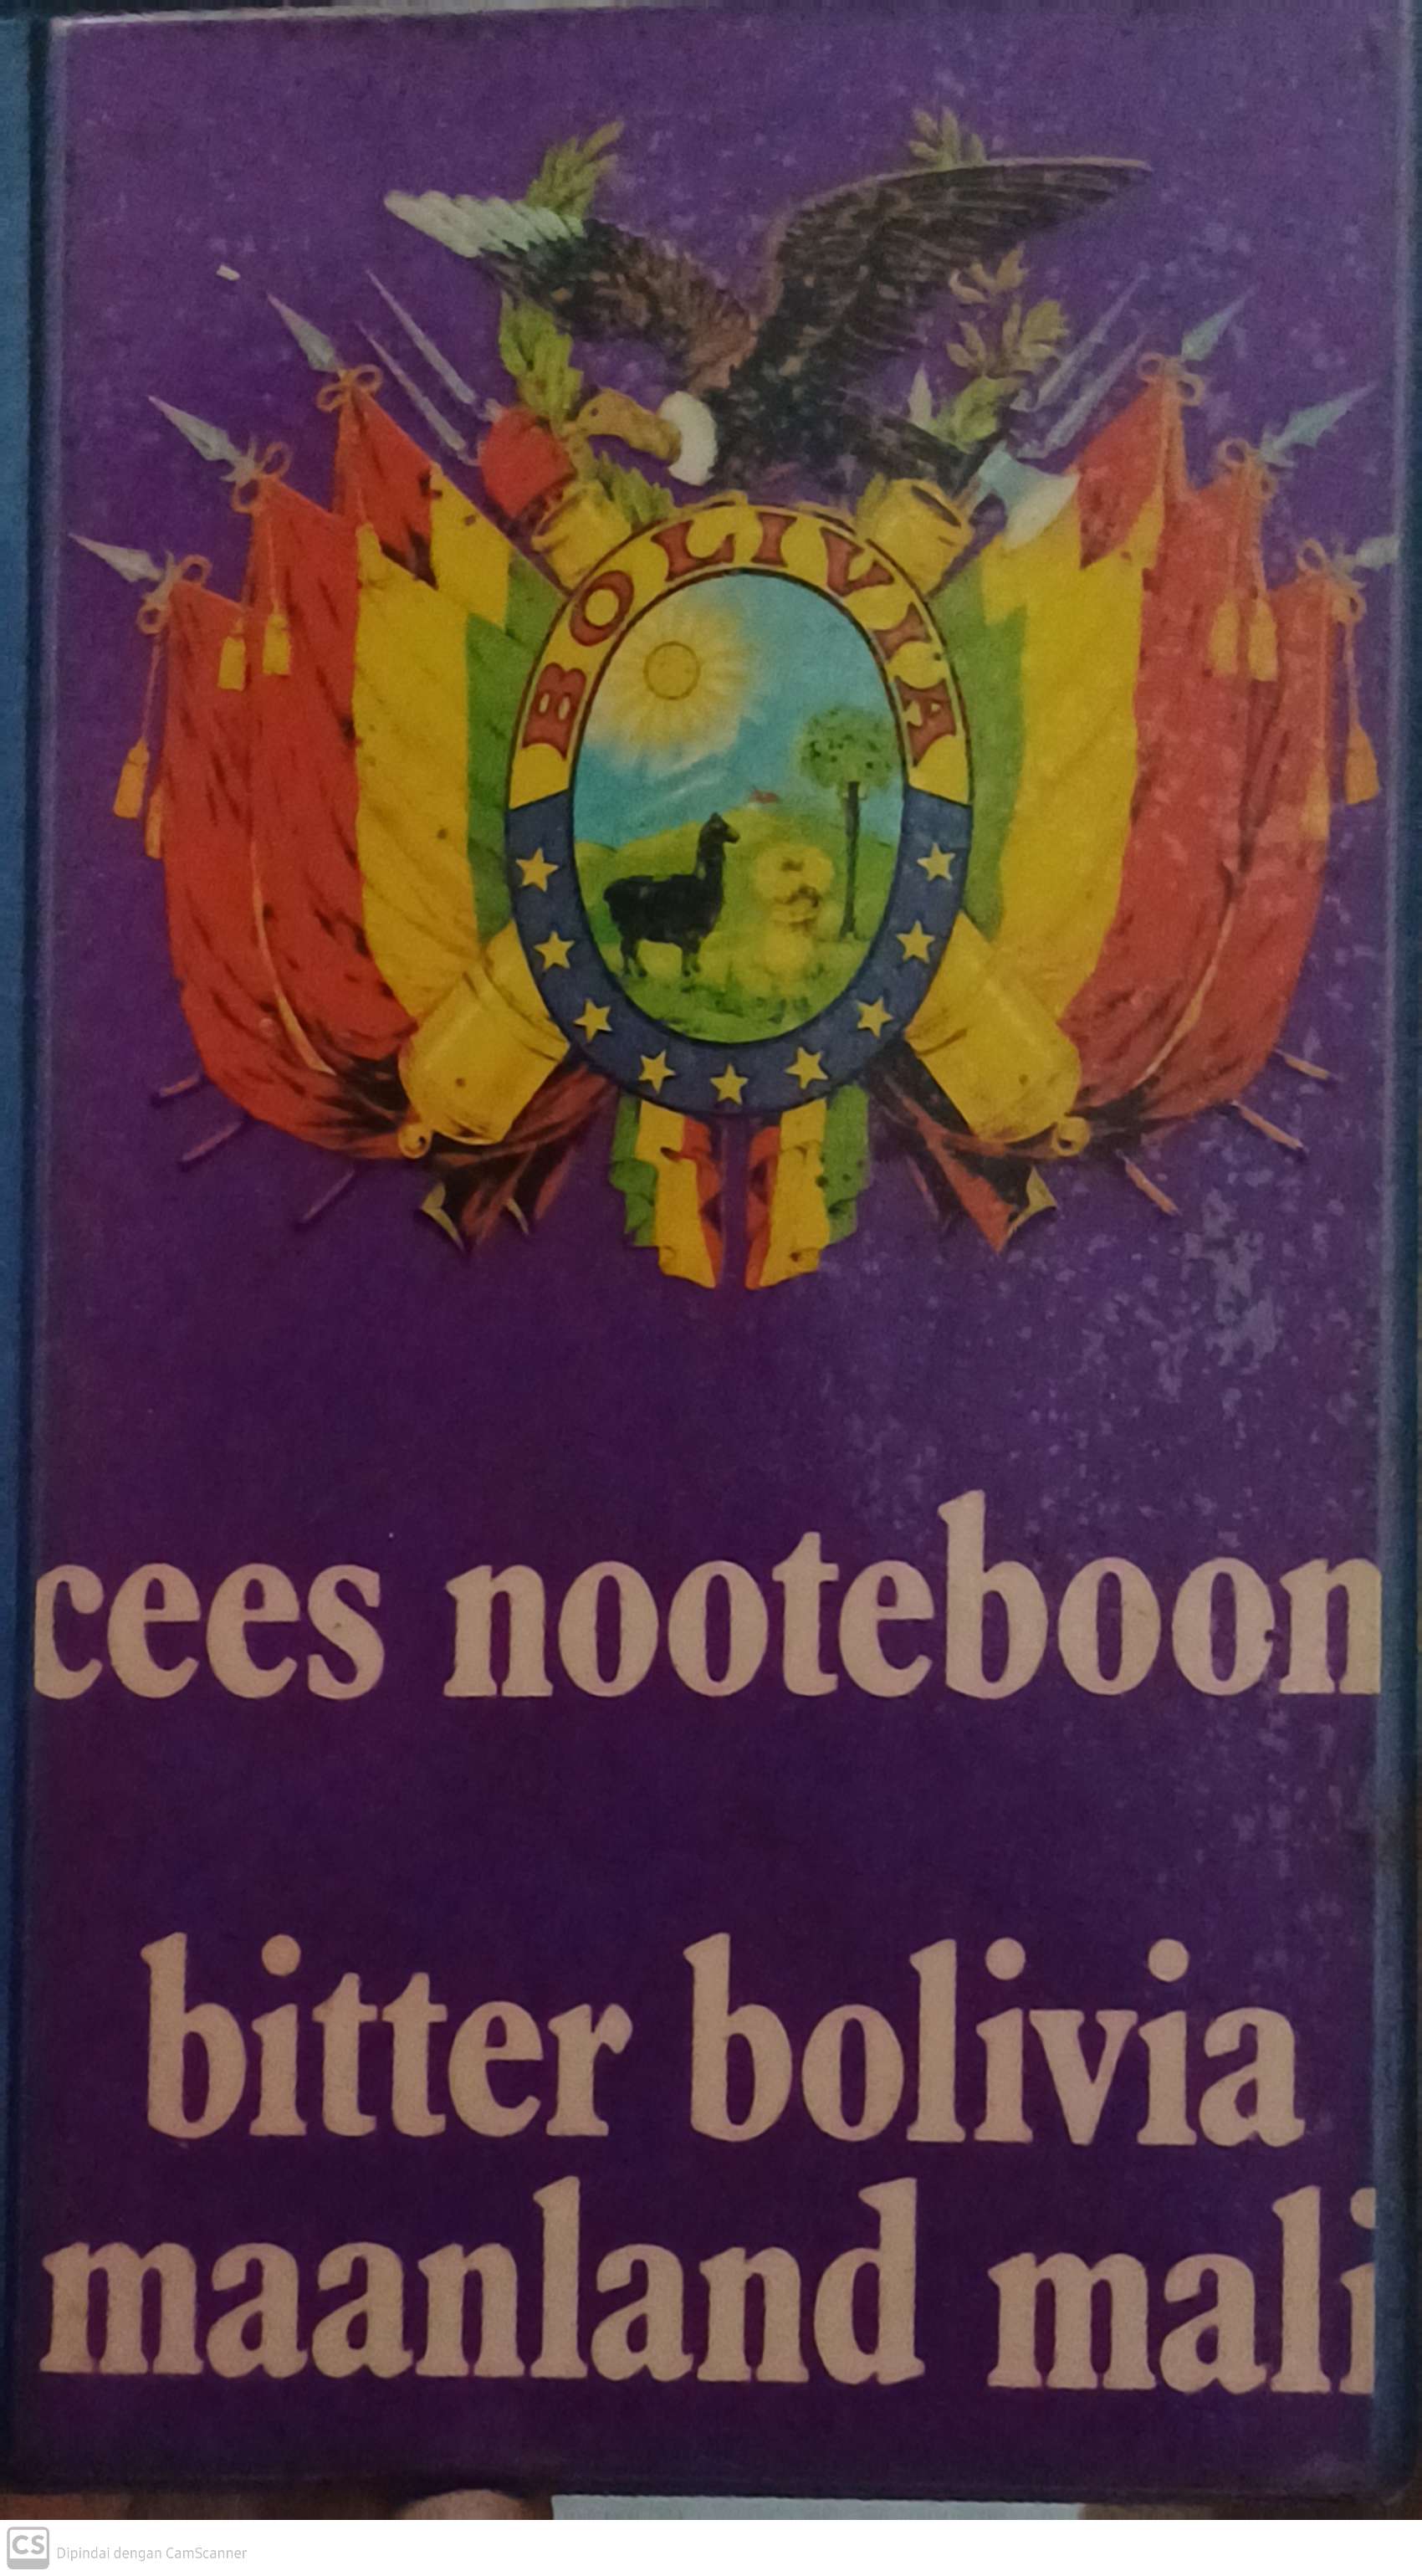 BOLIVIA
cees nooteboom
bitter bolivia
maanland mali
CS Dipindai dengan CamScanner